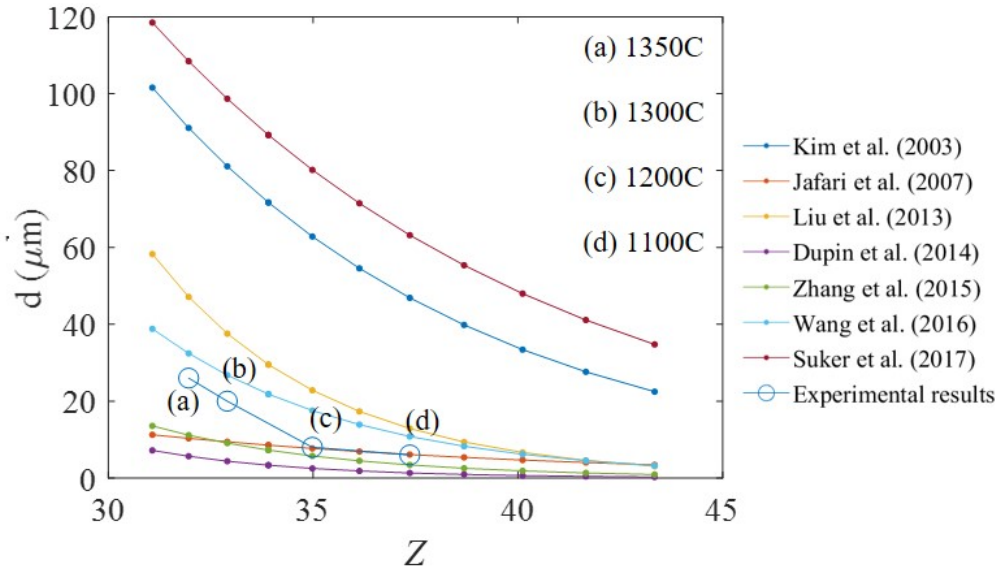 120
100
80
60
40
20
0
d (μm)
30
35
40
45
Z
(a) 1350C
(b) 1300C
(c) 1200C
(d) 1100C
(a)
(b)
(c)
(d)
Kim et al. (2003)
Jafari et al. (2007)
Liu et al. (2013)
Dupin et al. (2014)
Zhang et al. (2015)
Wang et al. (2016)
Suker et al. (2017)
Experimental results